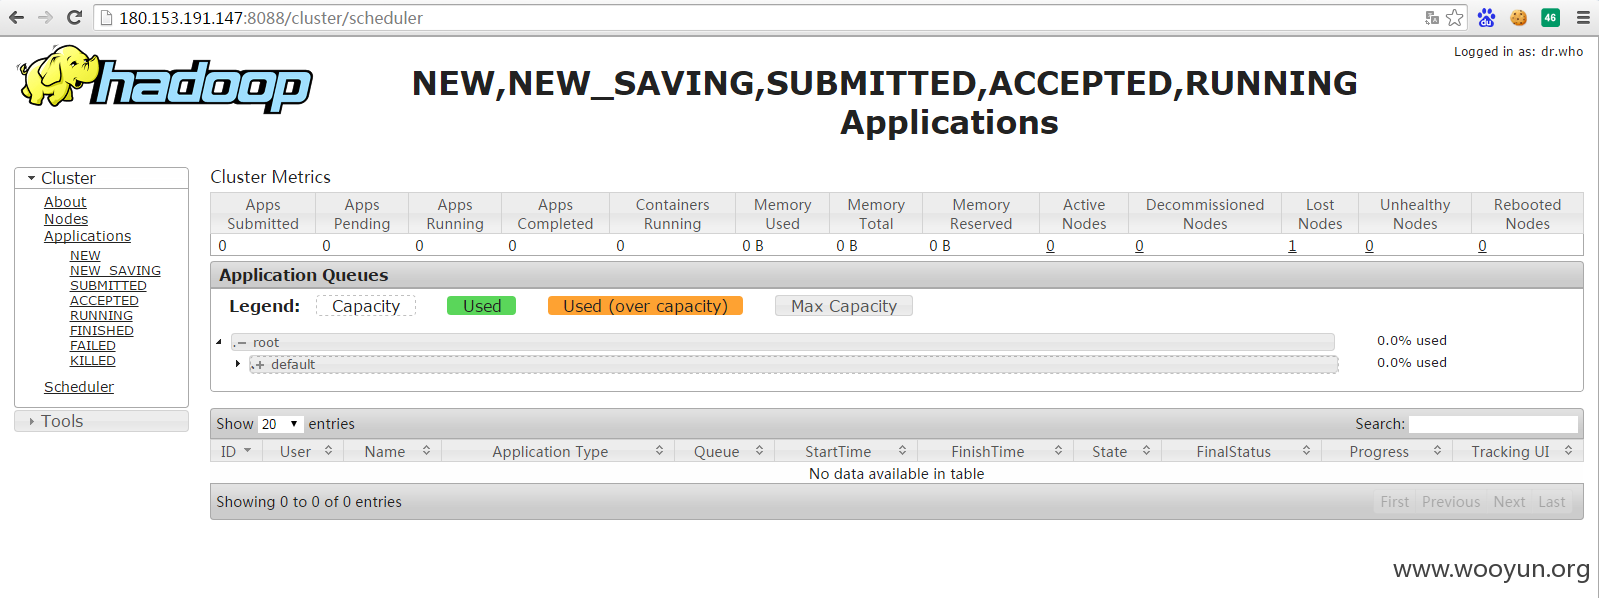 180.153.191.147:8088/cluster/scheduler
46
Logged in as: dr.who
hadoop
NEW,NEW_SAVING,SUBMITTED,ACCEPTED,RUNNING
Applications
Cluster
About
Nodes
Applications
NEW
NEW_SAVING
SUBMITTED
ACCEPTED
RUNNING
FINISHED
FAILED
KILLED
Scheduler
Tools
Cluster Metrics
Apps Submitted Apps Pending Apps Running Apps Completed Containers Running Memory Used Memory Total Memory Reserved Active Nodes Decommissioned Nodes Lost Nodes Unhealthy Nodes Rebooted Nodes
0 0 0 0 0 0 B 0 B 0 B 0 0 1 0 0
Application Queues
Legend: Capacity Used Used (over capacity) Max Capacity
root 0.0% used
default 0.0% used
Show 20 entries Search:
ID User Name Application Type Queue StartTime FinishTime State FinalStatus Progress Tracking UI
No data available in table
Showing 0 to 0 of 0 entries First Previous Next Last
www.wooyun.org